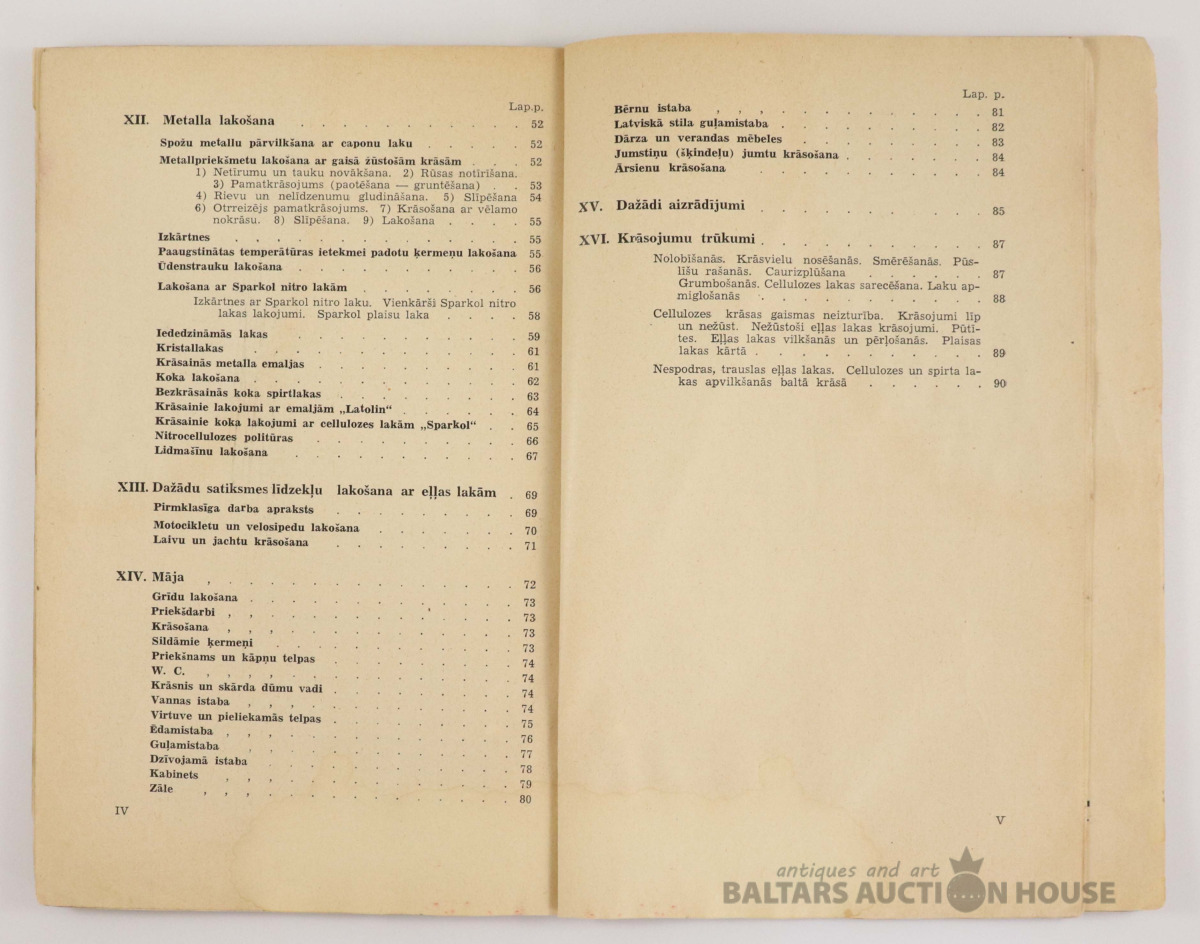 Lap.p.
XII. Metalla lakošana . . . . . . . . . . . 52
Spožu metallu pārvilkšana ar caponu laku . . . . . 52
Metallpriekšmetu lakošana ar gaisā žūstošām krāsām . . . 52
1) Netīrumu un tauku novākšana. 2) Rūsas notīrīšana.
3) Pamatkrāsojums (paotēšana — gruntēšana) . . 53
4) Rievu un nelīdzenumu gludināšana. 5) Slīpēšana 54
6) Otrreizējs pamatkrāsojums. 7) Krāsošana ar vēlamo
nokrāsu. 8) Slīpēšana. 9) Lakošana . . . . 55
Izkārtnes . . . . . . . . . . . . . 55
Paaugstinātas temperātūras ietekmei padotu ķermeņu lakošana 55
Ūdenstrauku lakošana . . . . . . . . . . 56
Lakošana ar Sparkol nitro lakām . . . . . . . 56
Izkārtnes ar Sparkol nitro laku. Vienkārši Sparkol nitro
lakas lakojumi. Sparkol plaisu laka . . . . 58
Iededzināmās lakas . . . . . . . . . . 59
Kristallakas . . . . . . . . . . . . 61
Krāsainās metalla emaljas . . . . . . . . . 61
Koka lakošana . . . . . . . . . . . . 62
Bezkrāsainās koka spirtlakas . . . . . . . . 63
Krāsainie lakojumi ar emaljām „Latolin“ . . . . . 64
Krāsainie koka lakojumi ar cellulozes lakām „Sparkol“ . . 65
Nitrocellulozes politūras . . . . . . . . . 66
Lidmašīnu lakošana . . . . . . . . . . 67
XIII. Dažādu satiksmes līdzekļu lakošana ar eļļas lakām . 69
Pirmklasīga darba apraksts . . . . . . . . 69
Motocikletu un velosipedu lakošana . . . . . . 70
Laivu un jachtu krāsošana . . . . . . . . 71
XIV. Māja . . . . . . . . . . . . . . 72
Grīdu lakošana . . . . . . . . . . . 73
Priekšdarbi . . . . . . . . . . . . . 73
Krāsošana . . . . . . . . . . . . . 73
Sildāmie ķermeņi . . . . . . . . . . . 73
Priekšnams un kāpņu telpas . . . . . . . . 74
W. C. . . . . . . . . . . . . . . 74
Krāsnis un skārda dūmu vadi . . . . . . . . 74
Vannas istaba . . . . . . . . . . . . 74
Virtuve un pieliekamās telpas . . . . . . . . 75
Ēdamistaba . . . . . . . . . . . . . 76
Guļamistaba . . . . . . . . . . . . 77
Dzīvojamā istaba . . . . . . . . . . . 78
Kabinets . . . . . . . . . . . . . 79
Zāle . . . . . . . . . . . . . . 80
IV
Lap. p.
Bērnu istaba . . . . . . . . . . . . 81
Latviskā stila guļamistaba . . . . . . . . . 82
Dārza un verandas mēbeles . . . . . . . . 83
Jumstiņu (šķindeļu) jumtu krāsošana . . . . . . 84
Ārsienu krāsošana . . . . . . . . . . 84
XV. Dažādi aizrādījumi . . . . . . . . . 85
XVI. Krāsojumu trūkumi . . . . . . . . . . 87
Nolobīšanās. Krāsvielu nosēšanās. Smērēšanās. Pūs-
līšu rašanās. Caurizplūšana . . . . . . 87
Grumbošanās. Cellulozes lakas sarecēšana. Laku ap-
miglošanās . . . . . . . . . . 88
Cellulozes krāsas gaismas neizturība. Krāsojumi līp
un nežūst. Nežūstoši eļļas lakas krāsojumi. Pūtī-
tes. Eļļas lakas vilkšanās un pērļošanās. Plaisas
lakas kārtā . . . . . . . . . . 89
Nespodras, trauslas eļļas lakas. Cellulozes un spirta la-
kas apvilkšanās baltā krāsā . . . . . . 90
V
antiques and art
BALTARS AUCTION HOUSE